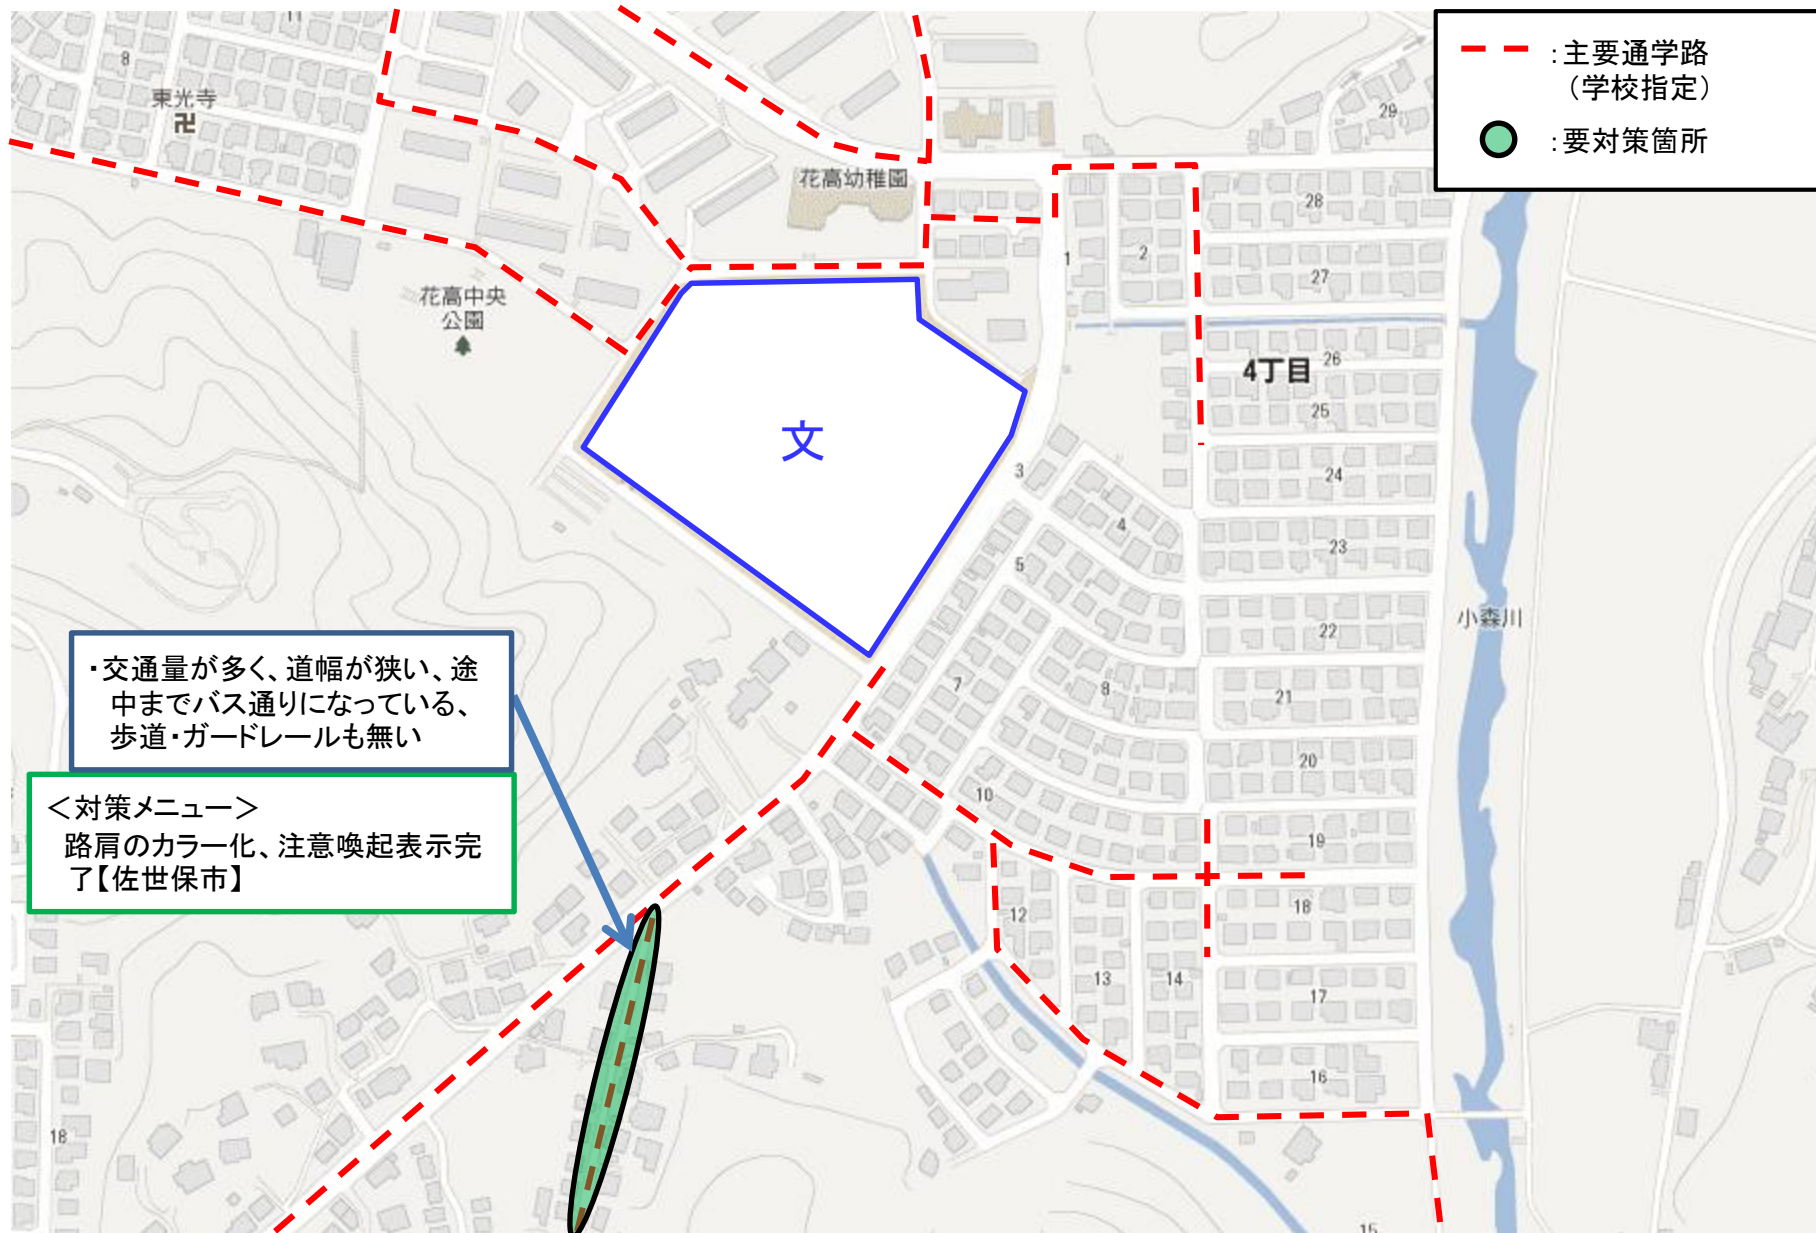 :主要通学路
(学校指定)
:要対策箇所
11
8
東光寺
29
花高幼稚園
28
1
2
27
花高中央
公園
26
4丁目
25
文
3
24
4
23
5
小森川
22
・交通量が多く、道幅が狭い、途
中までバス通りになっている、
歩道・ガードレールも無い
7
8
21
20
10
<対策メニュー>
路肩のカラー化、注意喚起表示完
了【佐世保市】
19
18
12
13
14
17
16
18
15